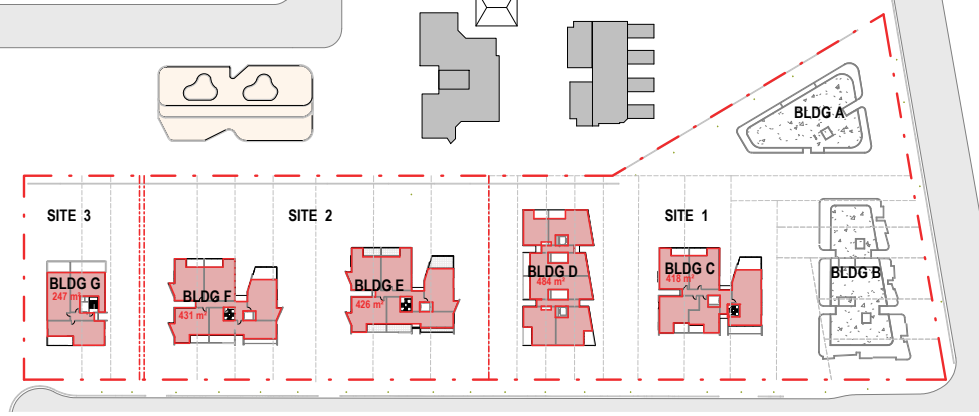 BLDG A
SITE 3
SITE 2
SITE 1
BLDG G
247 m²
BLDG F
431 m²
BLDG E
426 m²
BLDG D
484 m²
BLDG C
418 m²
BLDG B